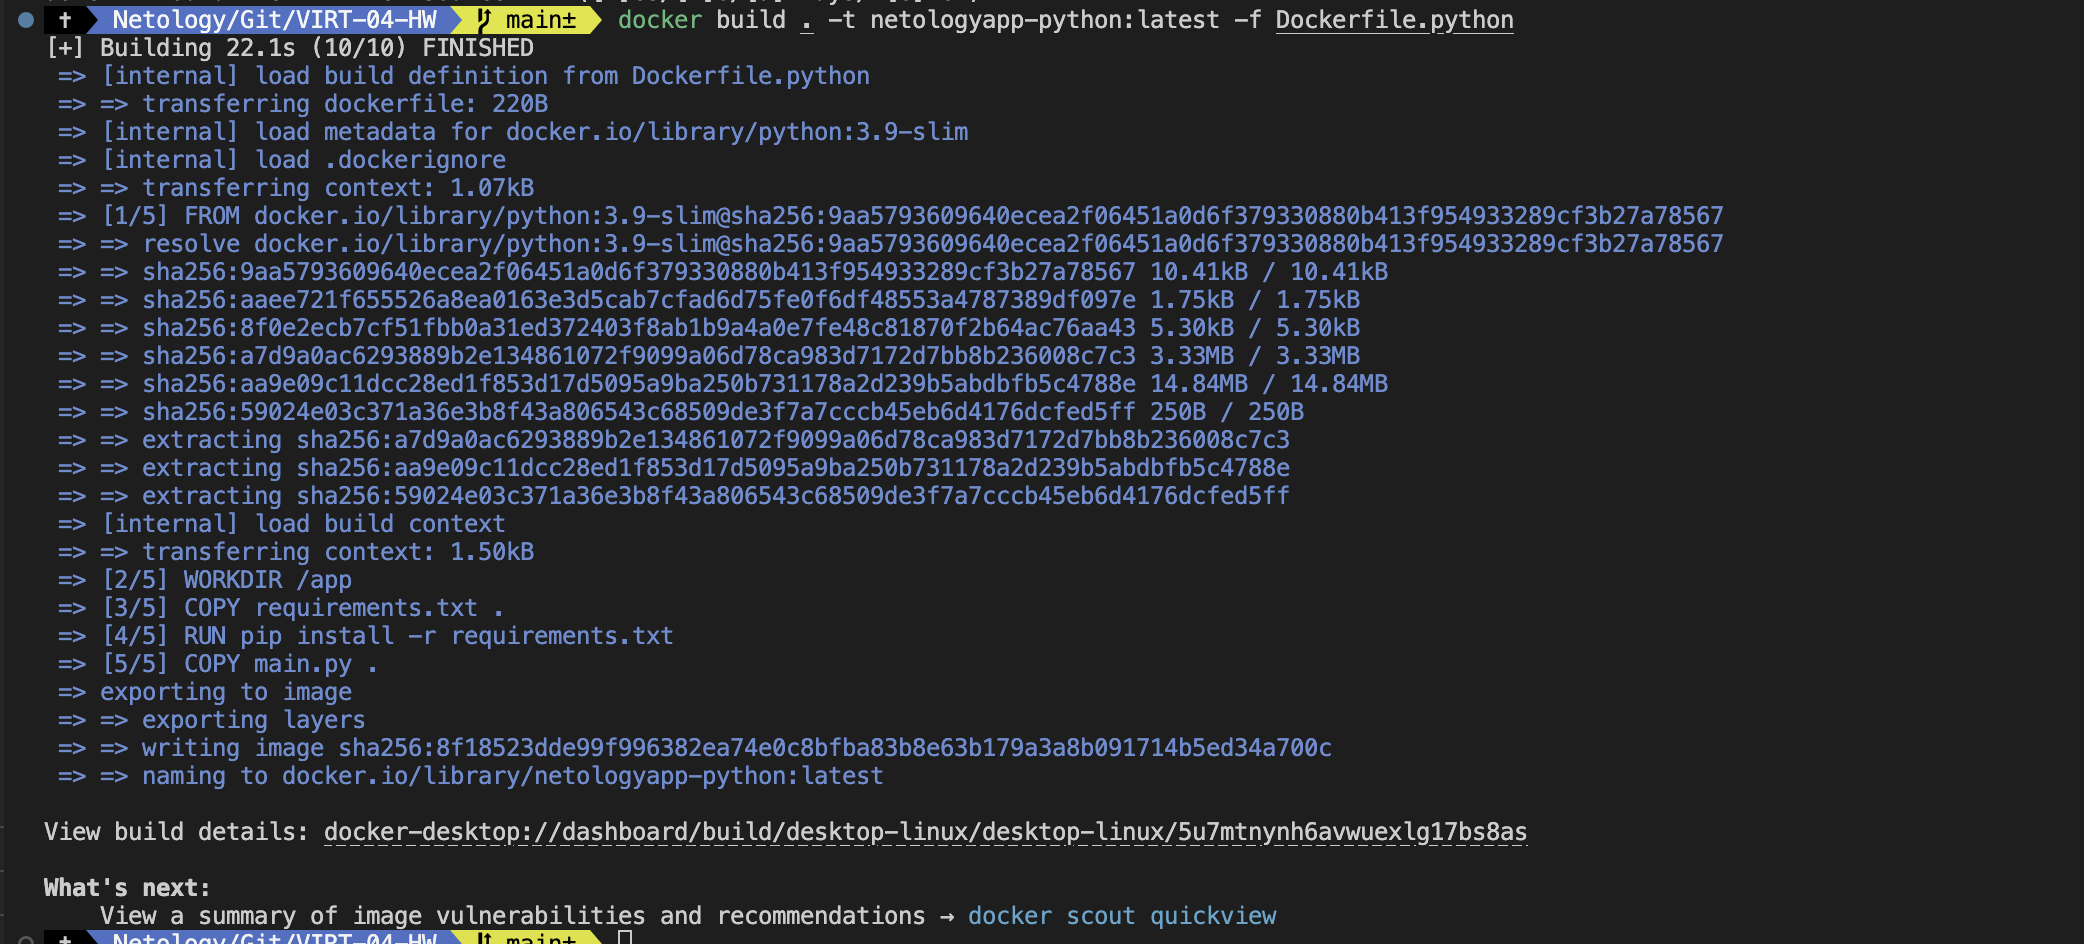 Netology/Git/VIRT-04-HW main± docker build . -t netologyapp-python:latest -f Dockerfile.python
[+] Building 22.1s (10/10) FINISHED
=> [internal] load build definition from Dockerfile.python
=> => transferring dockerfile: 220B
=> [internal] load metadata for docker.io/library/python:3.9-slim
=> [internal] load .dockerignore
=> => transferring context: 1.07kB
=> [1/5] FROM docker.io/library/python:3.9-slim@sha256:9aa5793609640ecea2f06451a0d6f379330880b413f954933289cf3b27a78567
=> => resolve docker.io/library/python:3.9-slim@sha256:9aa5793609640ecea2f06451a0d6f379330880b413f954933289cf3b27a78567
=> => sha256:9aa5793609640ecea2f06451a0d6f379330880b413f954933289cf3b27a78567 10.41kB / 10.41kB
=> => sha256:aaee721f655526a8ea0163e3d5cab7cfad6d75fe0f6df48553a4787389df097e 1.75kB / 1.75kB
=> => sha256:8f0e2ecb7cf51fbb0a31ed372403f8ab1b9a4a0e7fe48c81870f2b64ac76aa43 5.30kB / 5.30kB
=> => sha256:a7d9a0ac6293889b2e134861072f9099a06d78ca983d7172d7bb8b236008c7c3 3.33MB / 3.33MB
=> => sha256:aa9e09c11dcc28ed1f853d17d5095a9ba250b731178a2d239b5abdbfb5c4788e 14.84MB / 14.84MB
=> => sha256:59024e03c371a36e3b8f43a806543c68509de3f7a7cccb45eb6d4176dcfed5ff 250B / 250B
=> => extracting sha256:a7d9a0ac6293889b2e134861072f9099a06d78ca983d7172d7bb8b236008c7c3
=> => extracting sha256:aa9e09c11dcc28ed1f853d17d5095a9ba250b731178a2d239b5abdbfb5c4788e
=> => extracting sha256:59024e03c371a36e3b8f43a806543c68509de3f7a7cccb45eb6d4176dcfed5ff
=> [internal] load build context
=> => transferring context: 1.50kB
=> [2/5] WORKDIR /app
=> [3/5] COPY requirements.txt .
=> [4/5] RUN pip install -r requirements.txt
=> [5/5] COPY main.py .
=> exporting to image
=> => exporting layers
=> => writing image sha256:8f18523dde99f996382ea74e0c8bfba83b8e63b179a3a8b091714b5ed34a700c
=> => naming to docker.io/library/netologyapp-python:latest
View build details: docker-desktop://dashboard/build/desktop-linux/desktop-linux/5u7mtnynh6avwuexlg17bs8as
What's next:
View a summary of image vulnerabilities and recommendations → docker scout quickview
Netology/Git/VIRT-04-HW main±